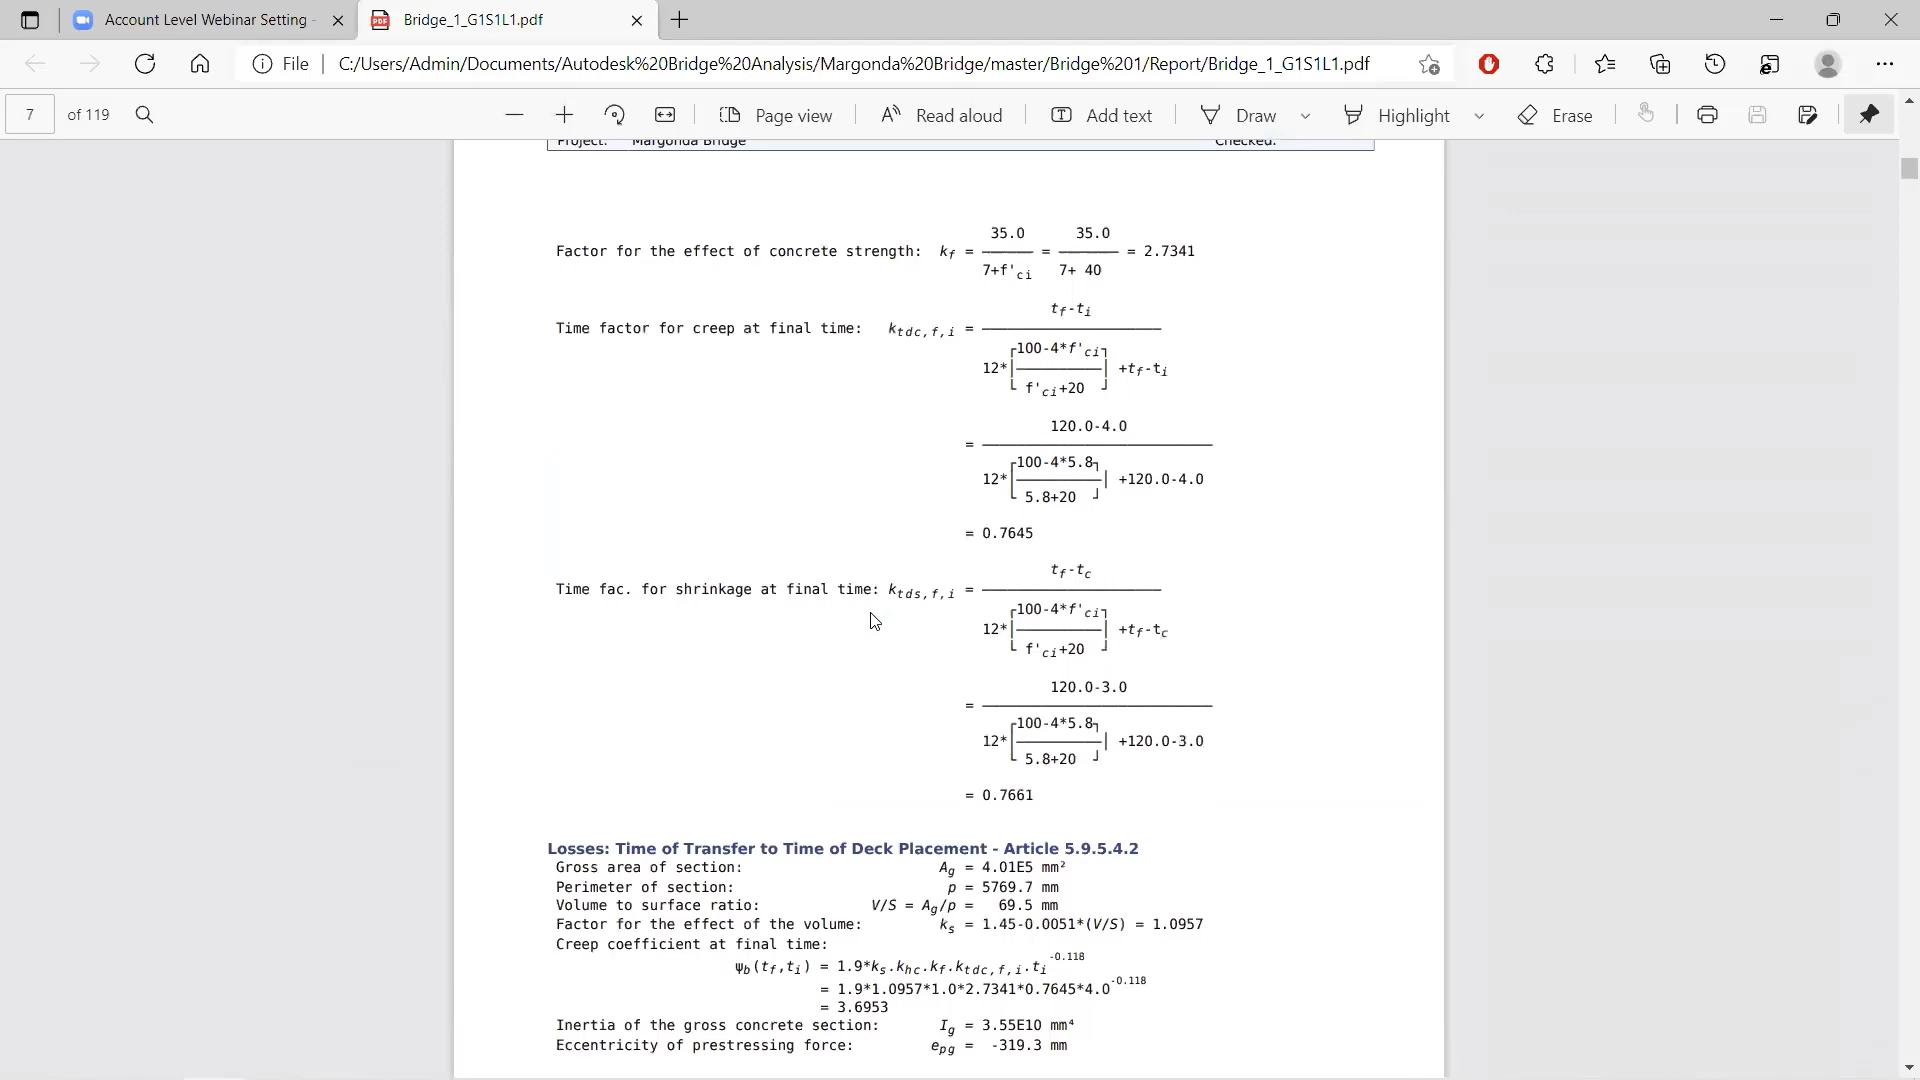 Account Level Webinar Setting -
Bridge_1_G1S1L1.pdf
File
C:/Users/Admin/Documents/Autodesk%20Bridge%20Analysis/Margonda%20Bridge/master/Bridge%201/Report/Bridge_1_G1S1L1.pdf
7 of 119
Page view
Read aloud
Add text
Draw
Highlight
Erase
Project: Margonda Bridge Checked:
35.0 35.0
Factor for the effect of concrete strength: kf = ——— = ——— = 2.7341
7+f'ci 7+ 40
tf-ti
Time factor for creep at final time: ktdc,f,i = ———
100-4*f'ci
12* ——— +tf-ti
f'ci+20
120.0-4.0
= ———
100-4*5.8
12* ——— +120.0-4.0
5.8+20
= 0.7645
tf-tc
Time fac. for shrinkage at final time: ktds,f,i = ———
100-4*f'ci
12* ——— +tf-tc
f'ci+20
120.0-3.0
= ———
100-4*5.8
12* ——— +120.0-3.0
5.8+20
= 0.7661
Losses: Time of Transfer to Time of Deck Placement - Article 5.9.5.4.2
Gross area of section: Ag = 4.01E5 mm²
Perimeter of section: p = 5769.7 mm
Volume to surface ratio: V/S = Ag/p = 69.5 mm
Factor for the effect of the volume: ks = 1.45-0.0051*(V/S) = 1.0957
Creep coefficient at final time:
ψb(tf,ti) = 1.9*ks.khc.kf.ktdc,f,i.ti^-0.118
= 1.9*1.0957*1.0*2.7341*0.7645*4.0^-0.118
= 3.6953
Inertia of the gross concrete section: Ig = 3.55E10 mm⁴
Eccentricity of prestressing force: epg = -319.3 mm